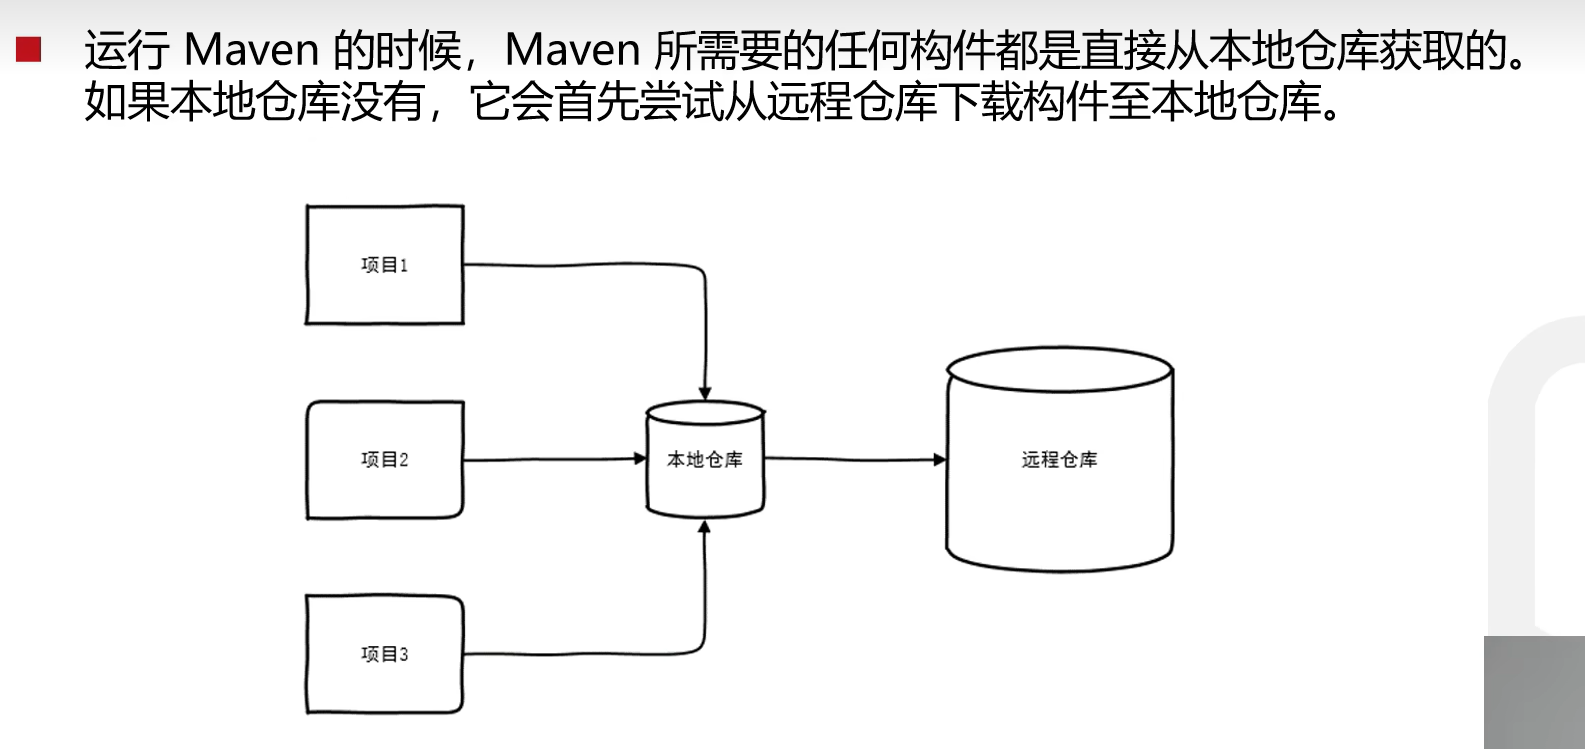 运行 Maven 的时候，Maven 所需要的任何构件都是直接从本地仓库获取的。
如果本地仓库没有，它会首先尝试从远程仓库下载构件至本地仓库。
项目1
项目2
本地仓库
远程仓库
项目3